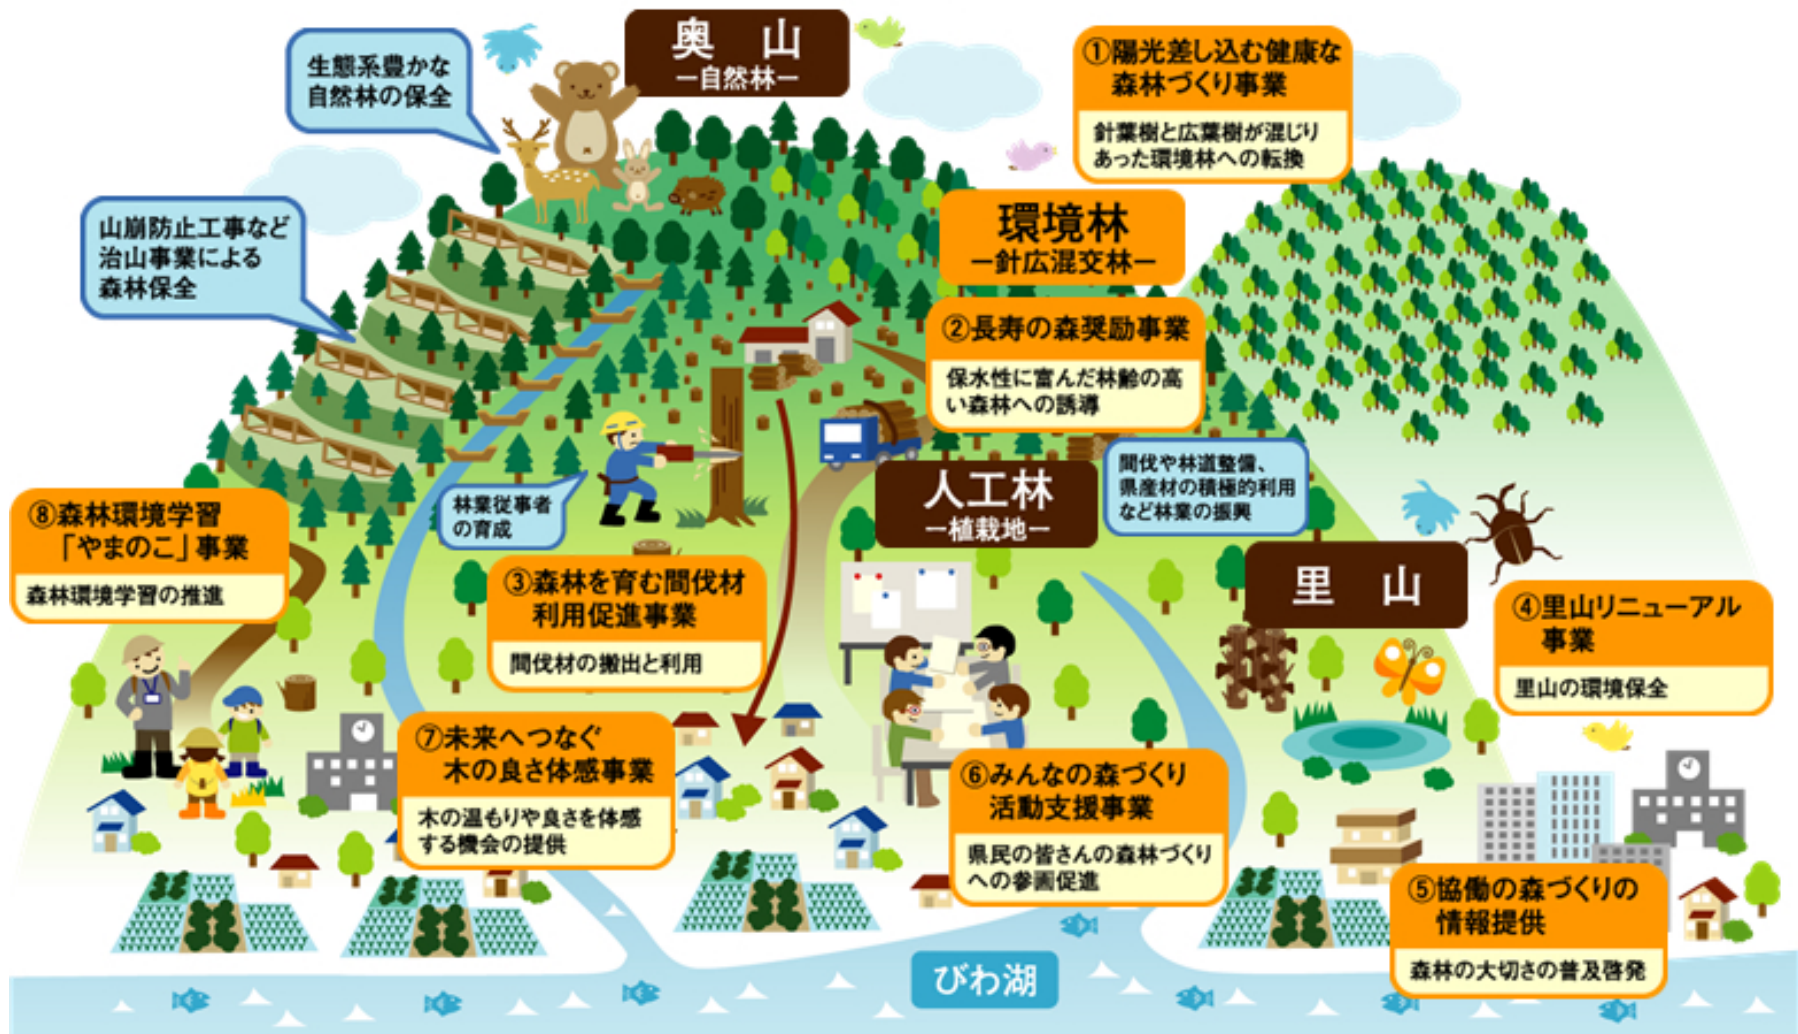 奥 山
ー自然林ー
生態系豊かな
自然林の保全
①陽光差し込む健康な
森林づくり事業
針葉樹と広葉樹が混じり
あった環境林への転換
山崩防止工事など
治山事業による
森林保全
環境林
ー針広混交林ー
②長寿の森奨励事業
保水性に富んだ林齢の高
い森林への誘導
人工林
ー植栽地ー
間伐や林道整備、
県産材の積極的利用
など林業の振興
林業従事者
の育成
⑧森林環境学習
「やまのこ」事業
森林環境学習の推進
③森林を育む間伐材
利用促進事業
間伐材の搬出と利用
里 山
④里山リニューアル
事業
里山の環境保全
⑦未来へつなぐ
木の良さ体感事業
木の温もりや良さを体感
する機会の提供
⑥みんなの森づくり
活動支援事業
県民の皆さんの森林づくり
への参画促進
⑤協働の森づくりの
情報提供
森林の大切さの普及啓発
びわ湖